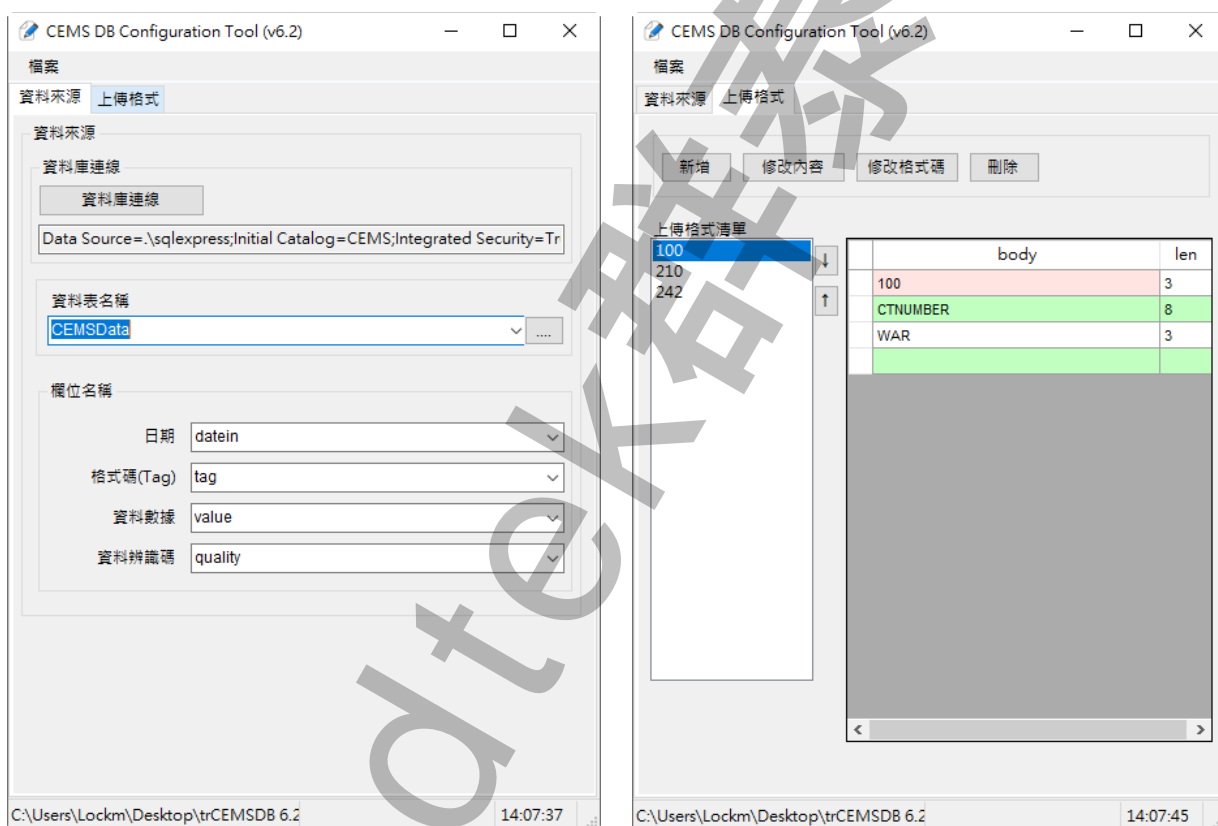 CEMS DB Configuration Tool (v6.2)
檔案
資料來源 上傳格式
資料來源
資料庫連線
資料庫連線
Data Source=.\sqlexpress;Initial Catalog=CEMS;Integrated Security=Tr
資料表名稱
CEMSData
....
欄位名稱
日期 datein
格式碼(Tag) tag
資料數據 value
資料辨識碼 quality
C:\Users\Lockm\Desktop\trCEMSDB 6.2 14:07:37
CEMS DB Configuration Tool (v6.2)
檔案
資料來源 上傳格式
新增 修改內容 修改格式碼 刪除
上傳格式清單
100
210
242
↓
↑
body len
100 3
CTNUMBER 8
WAR 3
C:\Users\Lockm\Desktop\trCEMSDB 6.2 14:07:45
dtek群泰